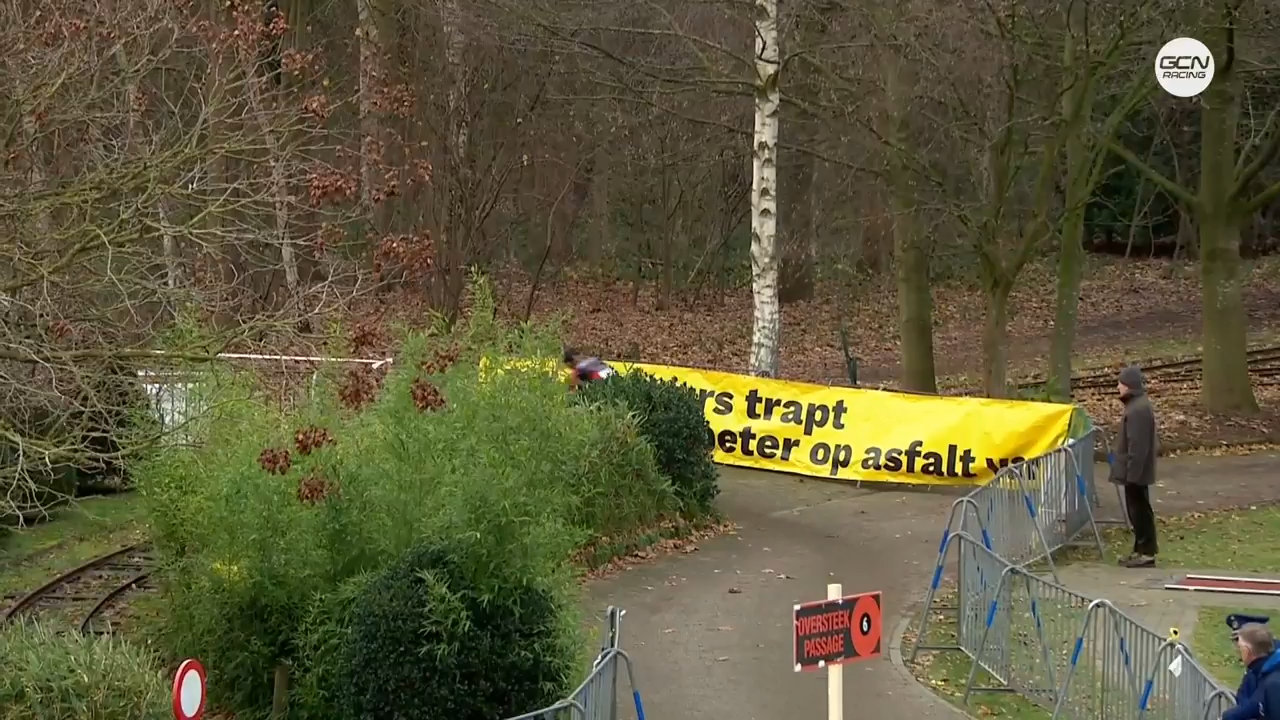 GCN
RACING
rs trapt
beter op asfalt
OVERSTEEK
PASSAGE
6